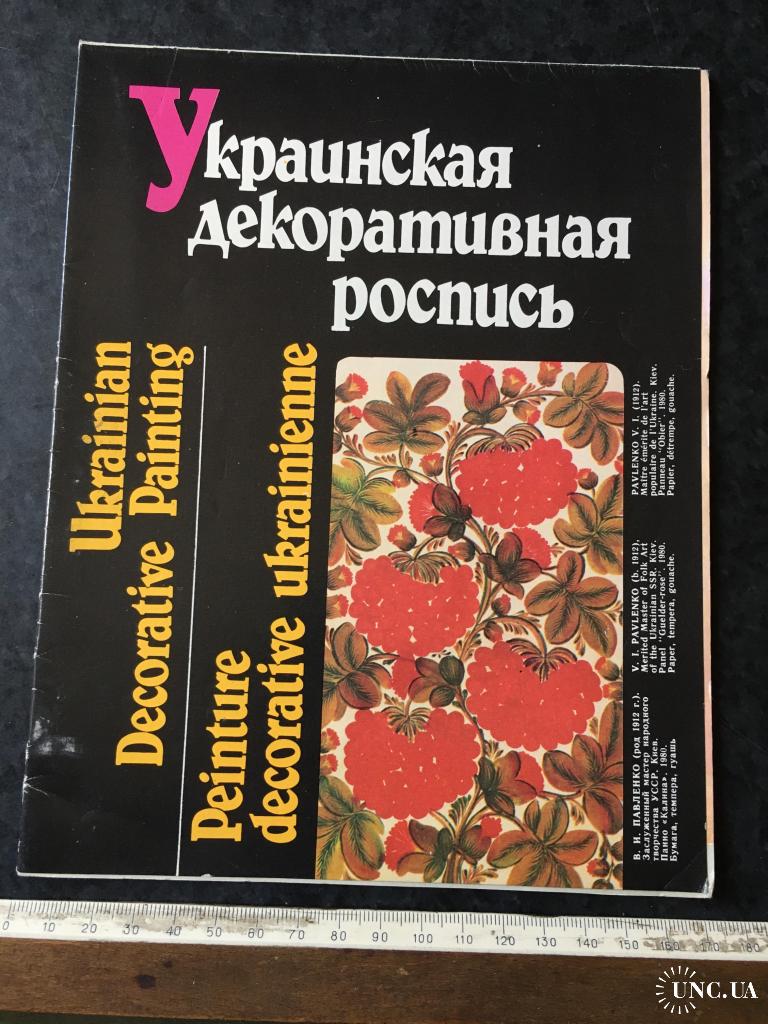 Украинская
декоративная
роспись
Ukrainian
Decorative Painting
Peinture
decorative ukrainienne
В. И. ПАВЛЕНКО (род 1912 г.).
Заслуженный мастер народного
творчества УССР. Киев.
Панно «Калина». 1980.
Бумага, темпера, гуашь
V. I. PAVLENKO (b. 1912).
Merited Master of Folk Art
of the Ukrainian SSR. Kiev.
Panel "Guelder-rose". 1980.
Paper, tempera, gouache.
PAVLENKO V. I. (1912).
Maître émérite de l'art
populaire de l'Ukraine. Kiev.
Panneau "Obier". 1980.
Papier, détrempe, gouache.
0 10 20 30 40 50 60 70 80 90 100 110 120 130 140 150 160 170 180
UNC.UA